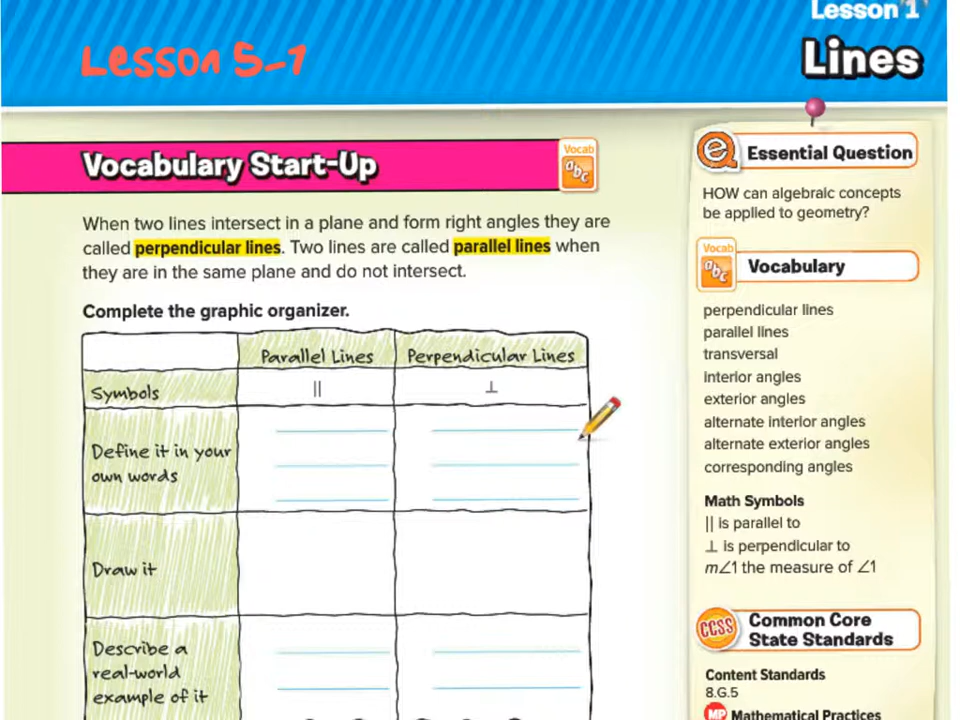 Lesson 1
Lesson 5-1
Lines
Vocabulary Start-Up
Vocab
abc
When two lines intersect in a plane and form right angles they are
called perpendicular lines. Two lines are called parallel lines when
they are in the same plane and do not intersect.
Complete the graphic organizer.
Parallel Lines
Perpendicular Lines
Symbols
||
⊥
Define it in your
own words
Draw it
Describe a
real-world
example of it
e
Essential Question
HOW can algebraic concepts
be applied to geometry?
Vocab
abc
Vocabulary
perpendicular lines
parallel lines
transversal
interior angles
exterior angles
alternate interior angles
alternate exterior angles
corresponding angles
Math Symbols
|| is parallel to
⊥ is perpendicular to
m∠1 the measure of ∠1
CCSS
Common Core
State Standards
Content Standards
8.G.5
MP Mathematical Practices